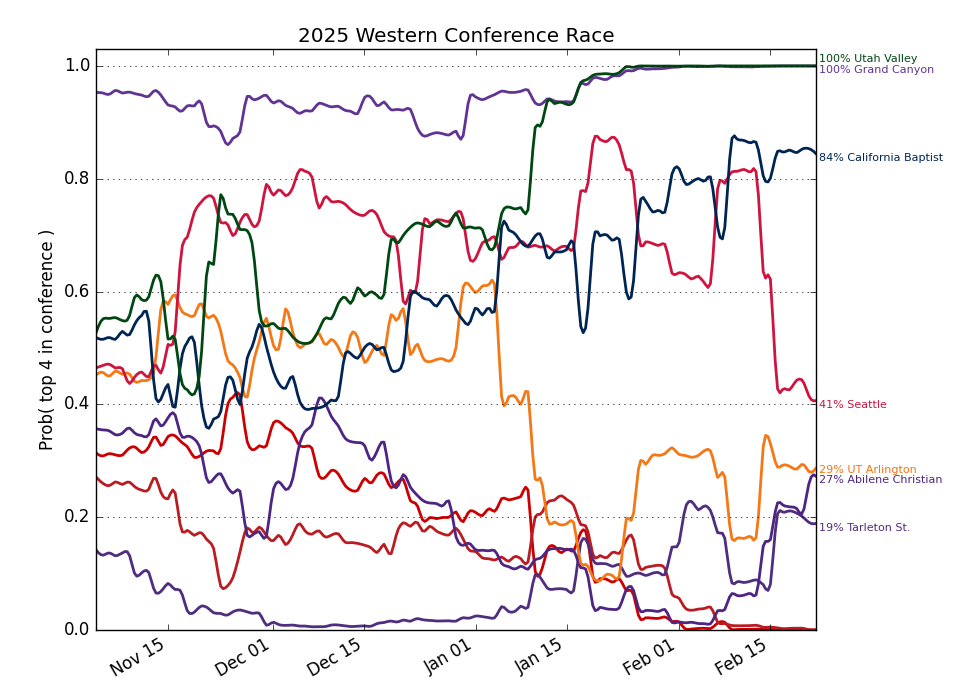 2025 Western Conference Race
Prob( top 4 in conference )
1.0
0.8
0.6
0.4
0.2
0.0
Nov 15
Dec 01
Dec 15
Jan 01
Jan 15
Feb 01
Feb 15
100% Utah Valley
100% Grand Canyon
84% California Baptist
41% Seattle
29% UT Arlington
27% Abilene Christian
19% Tarleton St.